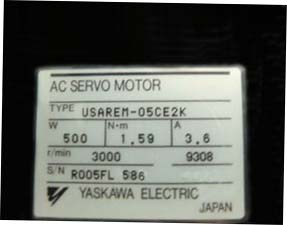 AC SERVO MOTOR
TYPE USAREM-05CE2K
W N·m A
500 1.59 3.6
r/min 3000 9308
S/N R005FL 586
YASKAWA ELECTRIC
JAPAN